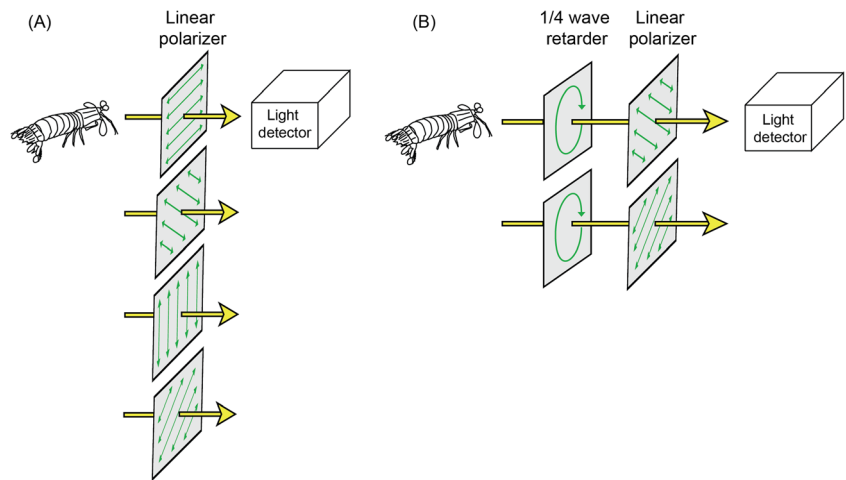 (A)
Linear
polarizer
Light
detector
(B)
1/4 wave
retarder
Linear
polarizer
Light
detector